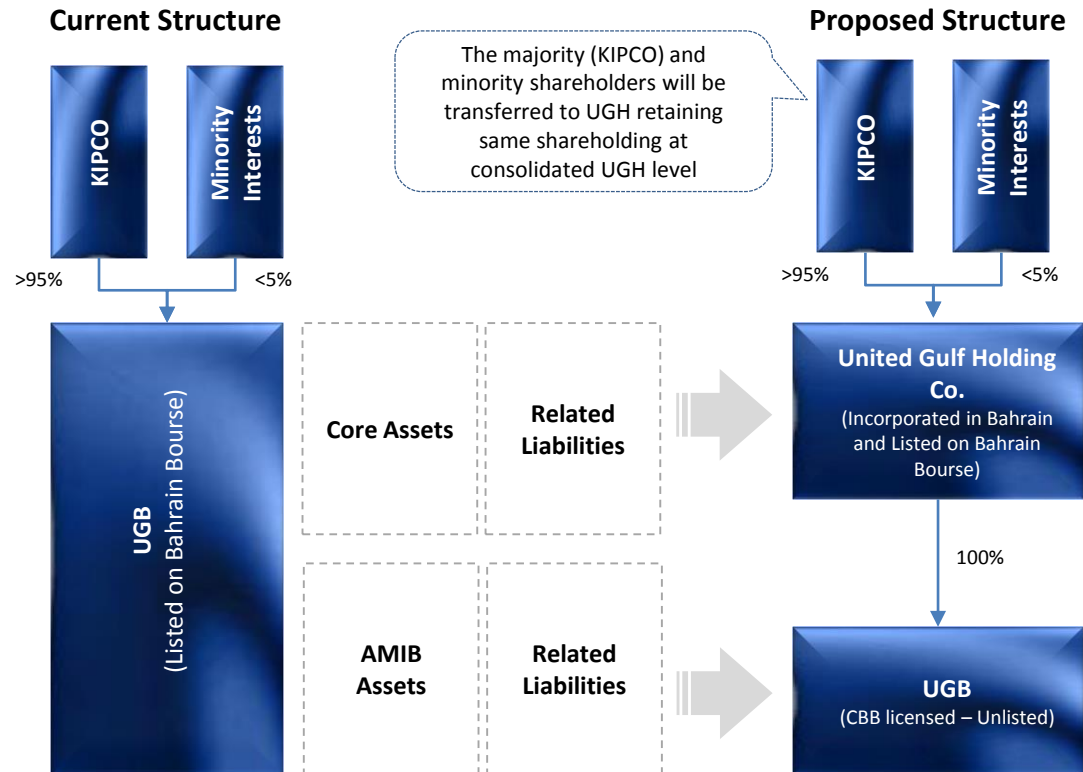 Current Structure
KIPCO
Minority
Interests
>95%
<5%
UGB
(Listed on Bahrain Bourse)
Core Assets
Related
Liabilities
AMIB
Assets
Related
Liabilities
Proposed Structure
The majority (KIPCO) and
minority shareholders will be
transferred to UGH retaining
same shareholding at
consolidated UGH level
KIPCO
Minority
Interests
>95%
<5%
United Gulf Holding
Co.
(Incorporated in Bahrain
and Listed on Bahrain
Bourse)
100%
UGB
(CBB licensed – Unlisted)